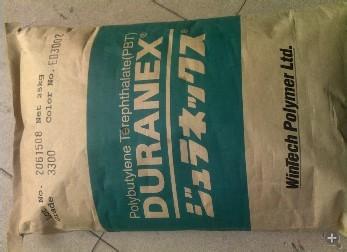 Polybutylene Terephthalate(PBT)
DURANEX®
ジュラネックス®
WinTech Polymer Ltd.
No. 2061508 Net 25kg
Grade 3300 Color No. ED3002